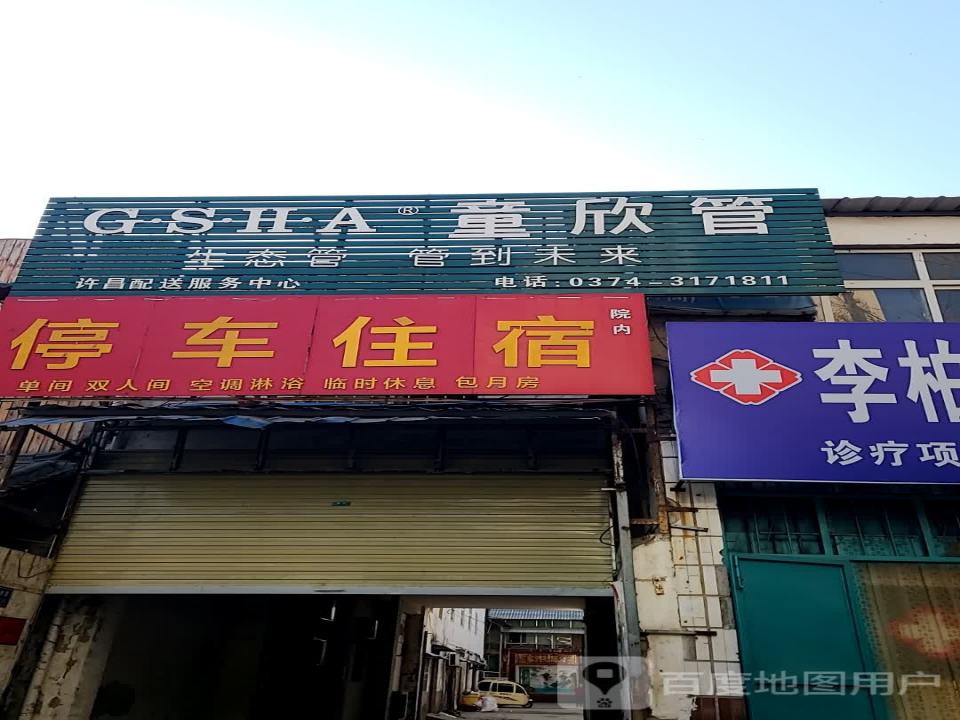 G·S·H·A® 童欣管
生态管 管到未来
许昌配送服务中心 电话:0374-3171811
停车住宿 院内
单间 双人间 空调淋浴 临时休息 包月房
李柏
诊疗项
百度地图用户